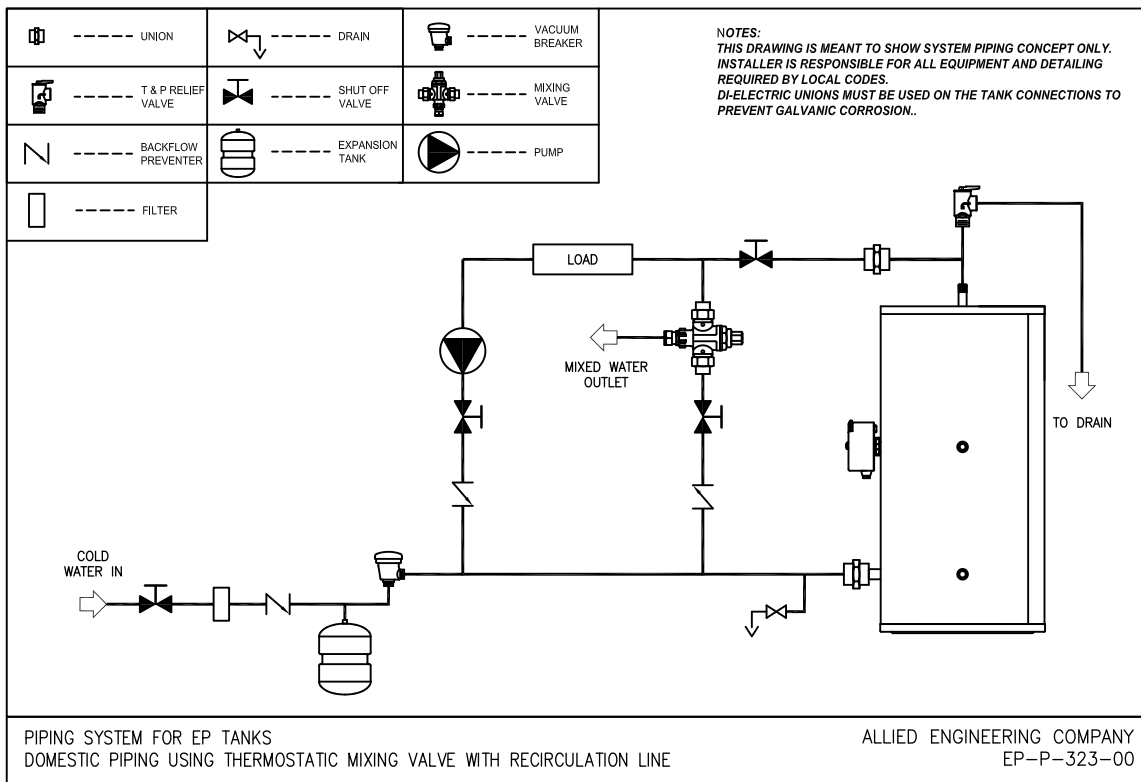 UNION
DRAIN
VACUUM
BREAKER
T & P RELIEF
VALVE
SHUT OFF
VALVE
MIXING
VALVE
BACKFLOW
PREVENTER
EXPANSION
TANK
PUMP
FILTER
NOTES:
THIS DRAWING IS MEANT TO SHOW SYSTEM PIPING CONCEPT ONLY.
INSTALLER IS RESPONSIBLE FOR ALL EQUIPMENT AND DETAILING
REQUIRED BY LOCAL CODES.
DI-ELECTRIC UNIONS MUST BE USED ON THE TANK CONNECTIONS TO
PREVENT GALVANIC CORROSION..
LOAD
MIXED WATER
OUTLET
TO DRAIN
COLD
WATER IN
PIPING SYSTEM FOR EP TANKS
DOMESTIC PIPING USING THERMOSTATIC MIXING VALVE WITH RECIRCULATION LINE
ALLIED ENGINEERING COMPANY
EP-P-323-00